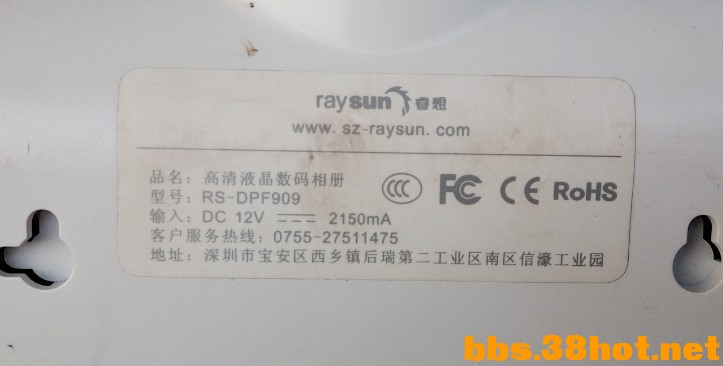 raysun 音想
www. sz-raysun. com
品名：高清液晶数码相册
型号：RS-DPF909
输入：DC 12V 2150mA
客户服务热线：0755-27511475
地址：深圳市宝安区西乡镇后瑞第二工业区南区信濠工业园
CCC FC CE RoHS
bbs.38hot.net